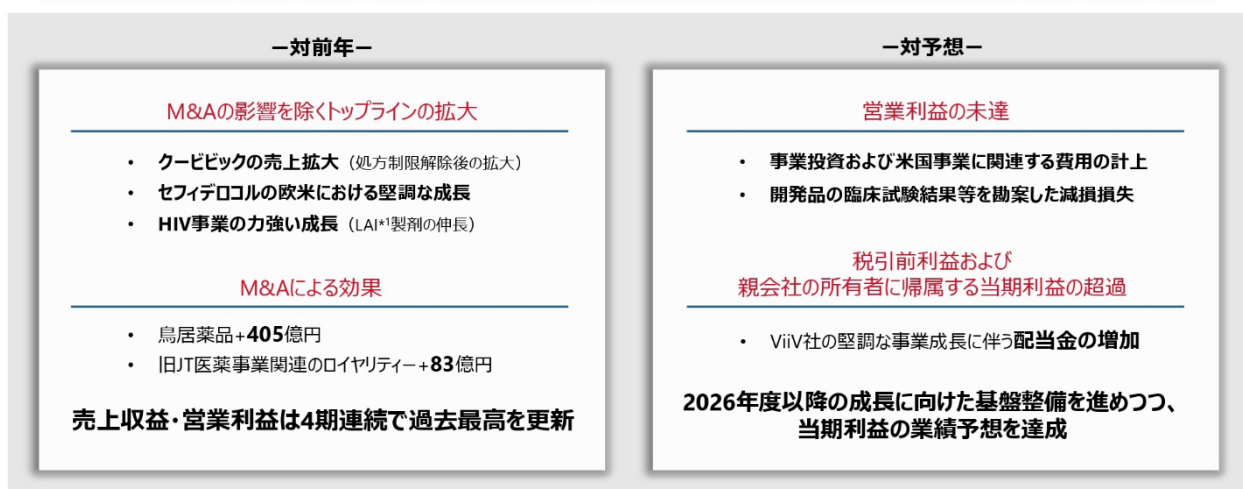 ー対前年ー
M&Aの影響を除くトップラインの拡大
・ クービビックの売上拡大（処方制限解除後の拡大）
・ セフィデロコルの欧米における堅調な成長
・ HIV事業の力強い成長（LAI*1製剤の伸長）
M&Aによる効果
・ 鳥居薬品+405億円
・ 旧JT医薬事業関連のロイヤリティー+83億円
売上収益・営業利益は4期連続で過去最高を更新
ー対予想ー
営業利益の未達
・ 事業投資および米国事業に関連する費用の計上
・ 開発品の臨床試験結果等を勘案した減損損失
税引前利益および
親会社の所有者に帰属する当期利益の超過
・ ViiV社の堅調な事業成長に伴う配当金の増加
2026年度以降の成長に向けた基盤整備を進めつつ、
当期利益の業績予想を達成